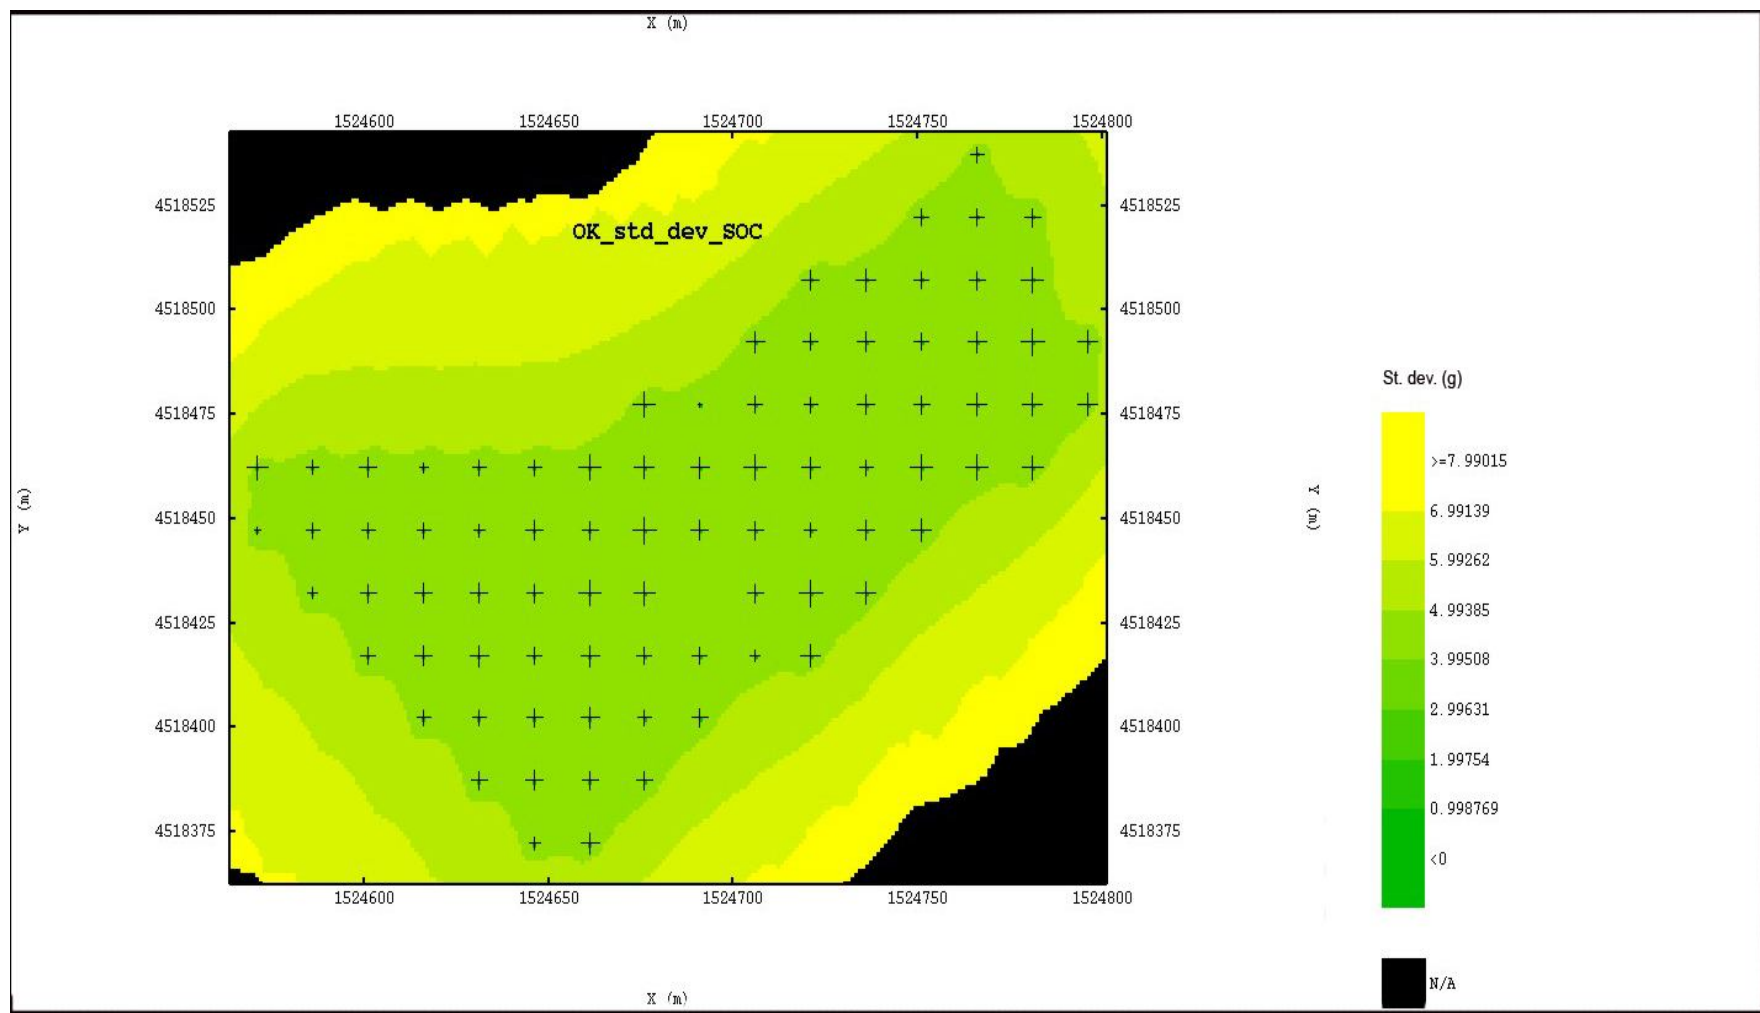 X (m)
1524600 1524650 1524700 1524750 1524800
4518525 4518525
OK_std_dev_SOC
4518500 4518500
St. dev. (g)
4518475 4518475
>=7.99015
Y (m) Y (m)
6.99139
4518450 4518450
5.99262
4.99385
4518425 4518425
3.99508
2.99631
4518400 4518400
1.99754
0.998769
4518375 4518375
<0
1524600 1524650 1524700 1524750 1524800
N/A
X (m)